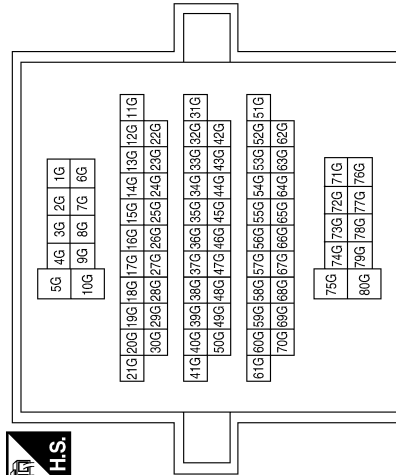 H.S.
5G 4G 3G 2G 1G
10G 9G 8G 7G 6G
21G 20G 19G 18G 17G 16G 15G 14G 13G 12G 11G
30G 29G 28G 27G 26G 25G 24G 23G 22G
41G 40G 39G 38G 37G 36G 35G 34G 33G 32G 31G
50G 49G 48G 47G 46G 45G 44G 43G 42G
61G 60G 59G 58G 57G 56G 55G 54G 53G 52G 51G
70G 69G 68G 67G 66G 65G 64G 63G 62G
75G 74G 73G 72G 71G
80G 79G 78G 77G 76G